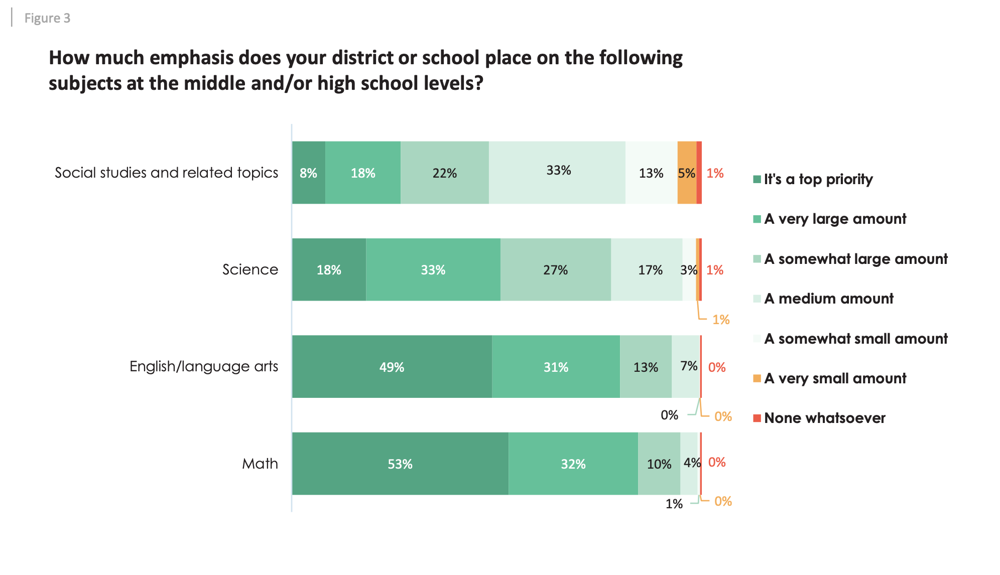 Figure 3
How much emphasis does your district or school place on the following
subjects at the middle and/or high school levels?
Social studies and related topics 8% 18% 22% 33% 13% 5% 1%
Science 18% 33% 27% 17% 3% 1%
1%
English/language arts 49% 31% 13% 7% 0%
0% 0%
Math 53% 32% 10% 4% 0%
1% 0%
It's a top priority
A very large amount
A somewhat large amount
A medium amount
A somewhat small amount
A very small amount
None whatsoever